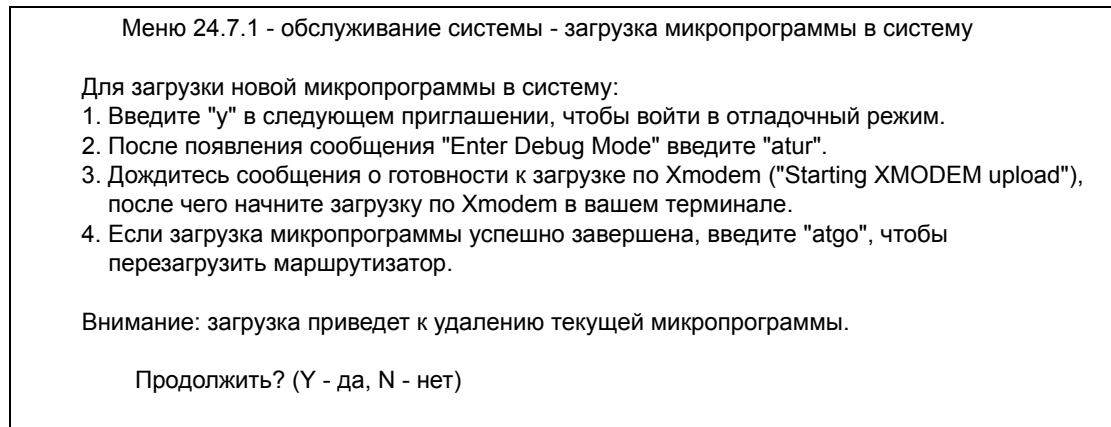 Меню 24.7.1 - обслуживание системы - загрузка микропрограммы в систему
Для загрузки новой микропрограммы в систему:
1. Введите "y" в следующем приглашении, чтобы войти в отладочный режим.
2. После появления сообщения "Enter Debug Mode" введите "atur".
3. Дождитесь сообщения о готовности к загрузке по Xmodem ("Starting XMODEM upload"),
после чего начните загрузку по Xmodem в вашем терминале.
4. Если загрузка микропрограммы успешно завершена, введите "atgo", чтобы
перезагрузить маршрутизатор.
Внимание: загрузка приведет к удалению текущей микропрограммы.
Продолжить? (Y - да, N - нет)